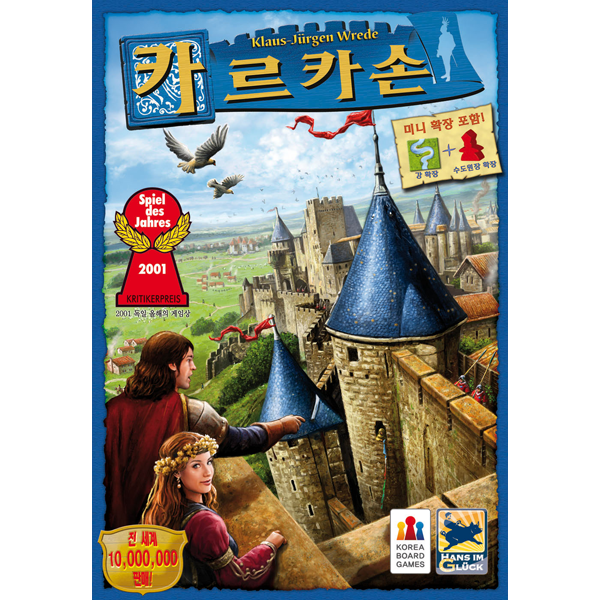 Klaus-Jürgen Wrede
카르카손
미니 확장 포함!
+
강 확장
수도원장 확장
Spiel
des
Jahres
2001
KRITIKERPREIS
2001 독일 올해의 게임상
전 세계
10,000,000
판매!
KOREA
BOARD
GAMES
HANS IM
GLÜCK